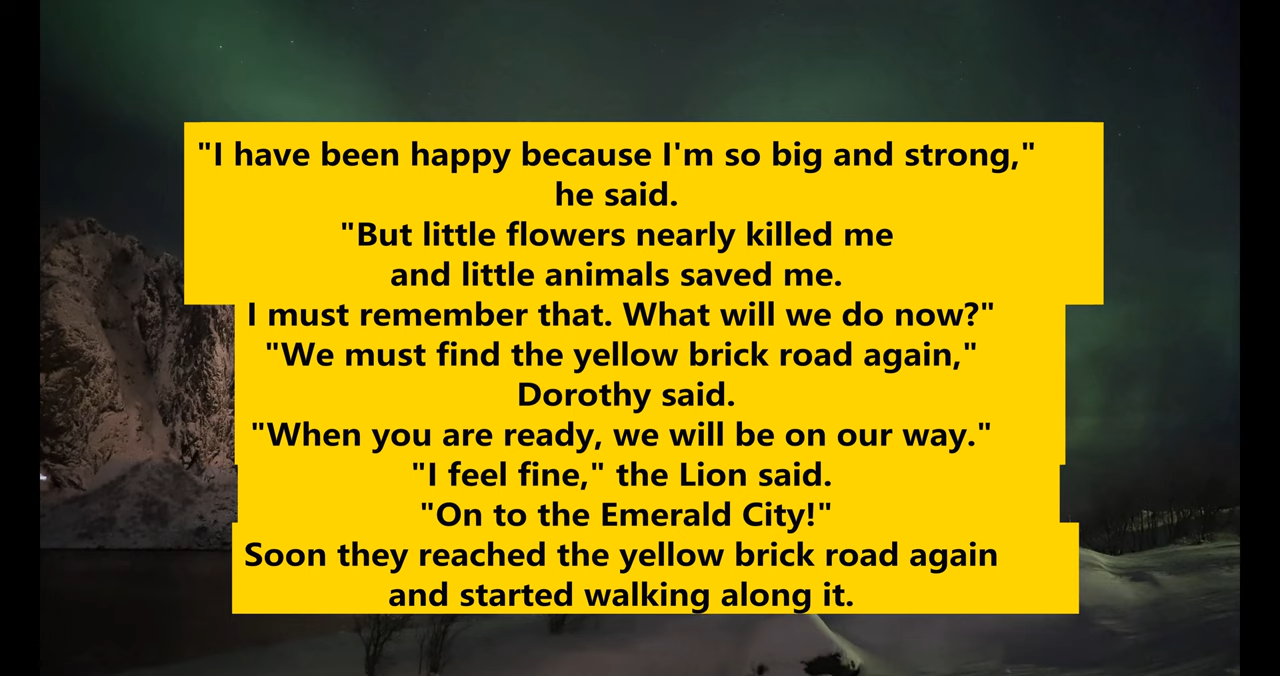 "I have been happy because I'm so big and strong,"
he said.
"But little flowers nearly killed me
and little animals saved me.
I must remember that. What will we do now?"
"We must find the yellow brick road again,"
Dorothy said.
"When you are ready, we will be on our way."
"I feel fine," the Lion said.
"On to the Emerald City!"
Soon they reached the yellow brick road again
and started walking along it.